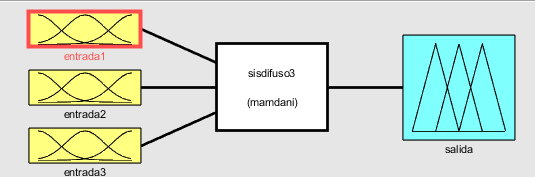 entrada1
entrada2
entrada3
sisdifuso3
(mamdani)
salida